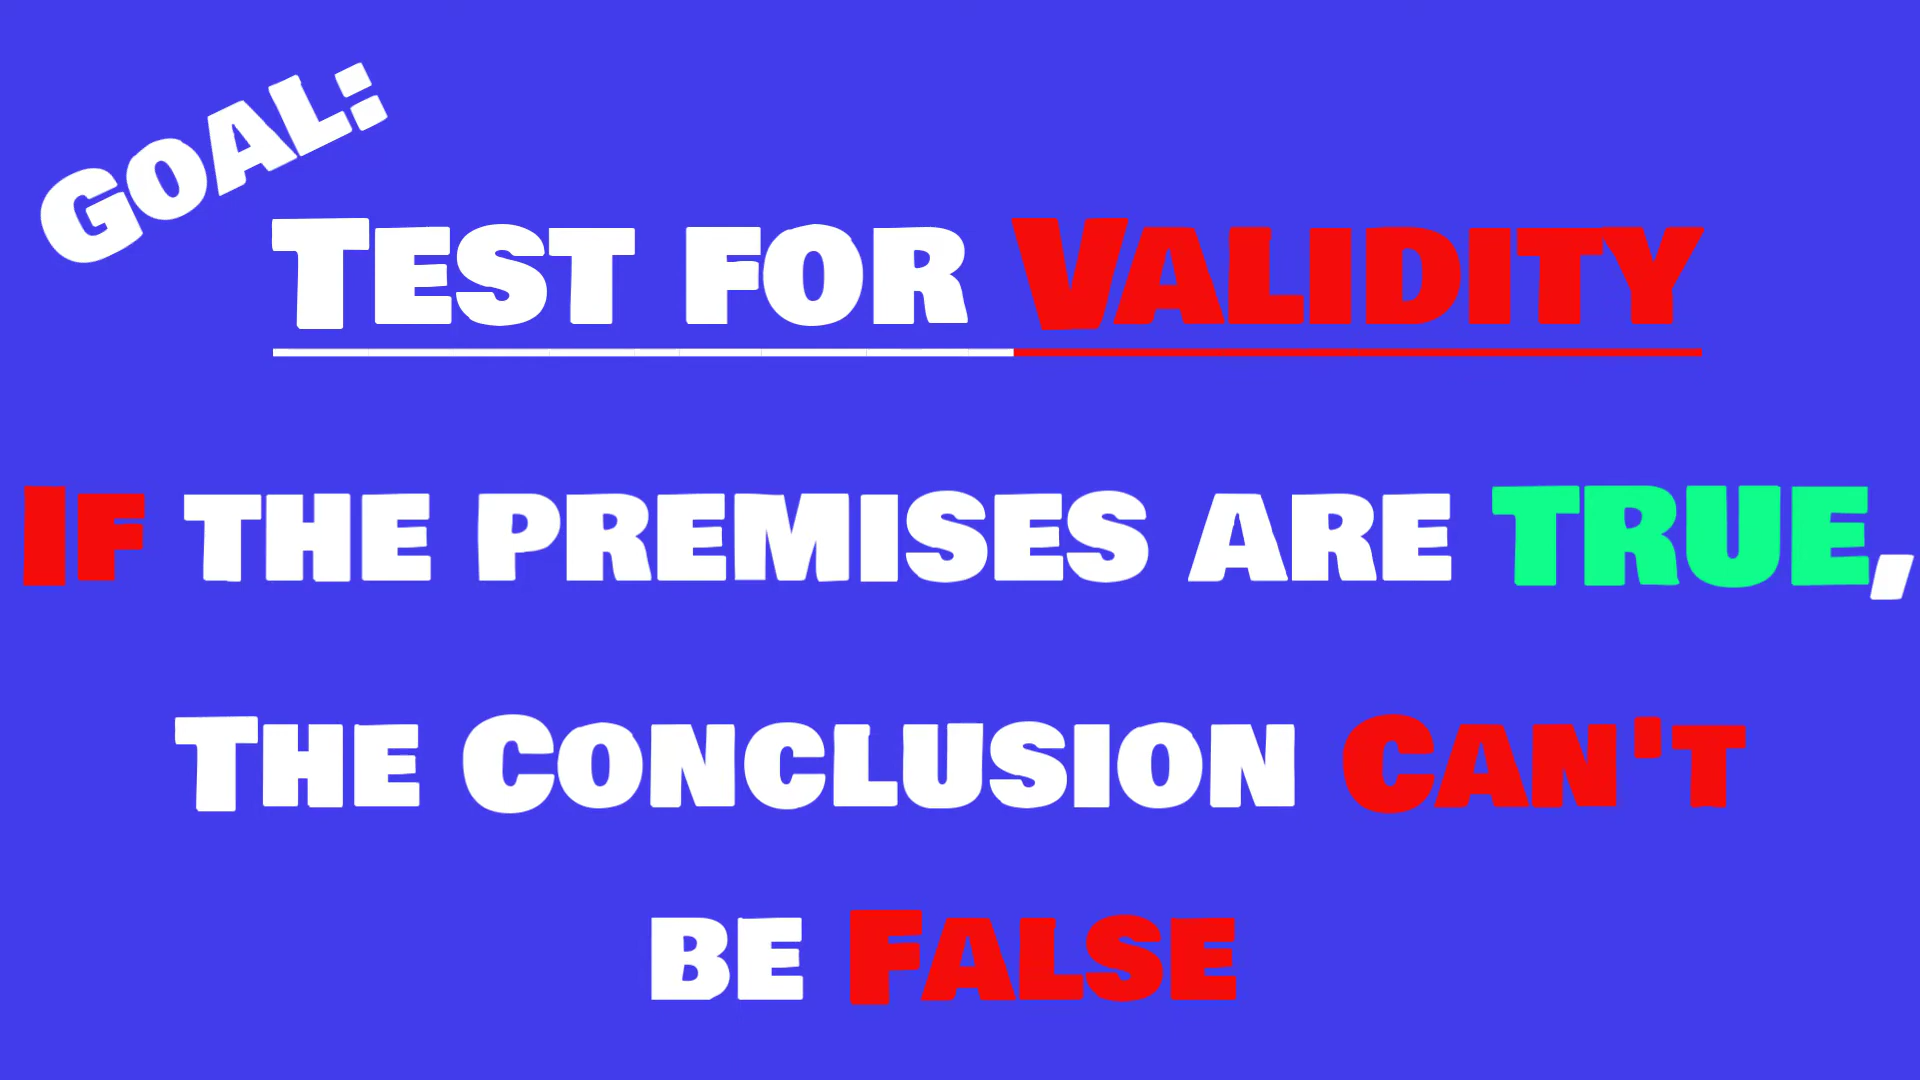 Goal:
Test for Validity
If the premises are TRUE,
The Conclusion Can't
be False